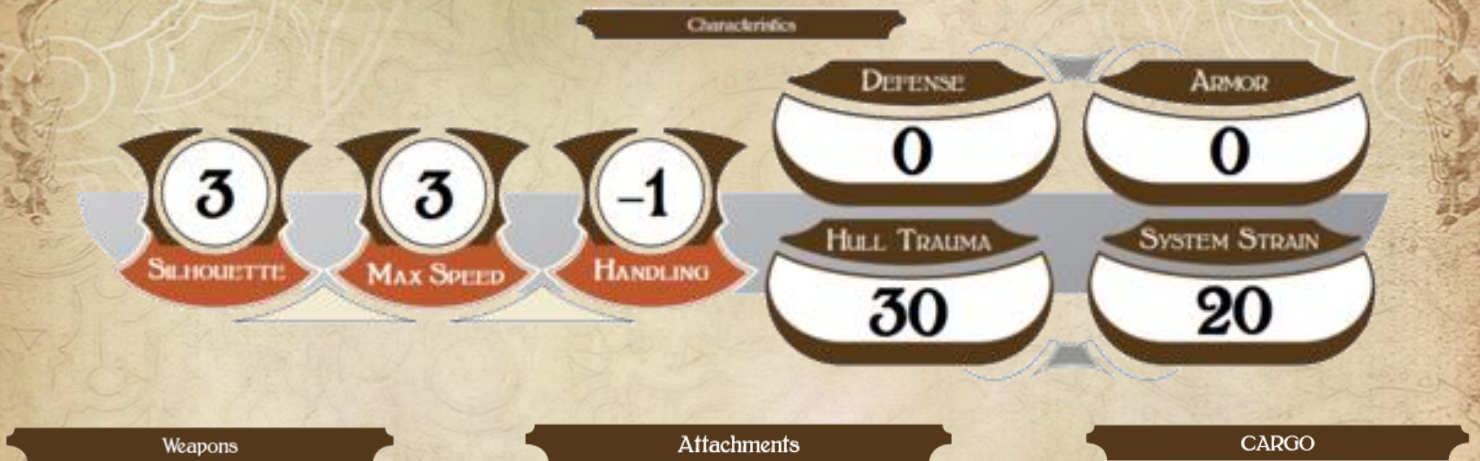 Characteristics
DEFENSE
ARMOR
0
0
3
3
–1
HULL TRAUMA
SYSTEM STRAIN
SILHOUETTE
MAX SPEED
HANDLING
30
20
Weapons
Attachments
CARGO